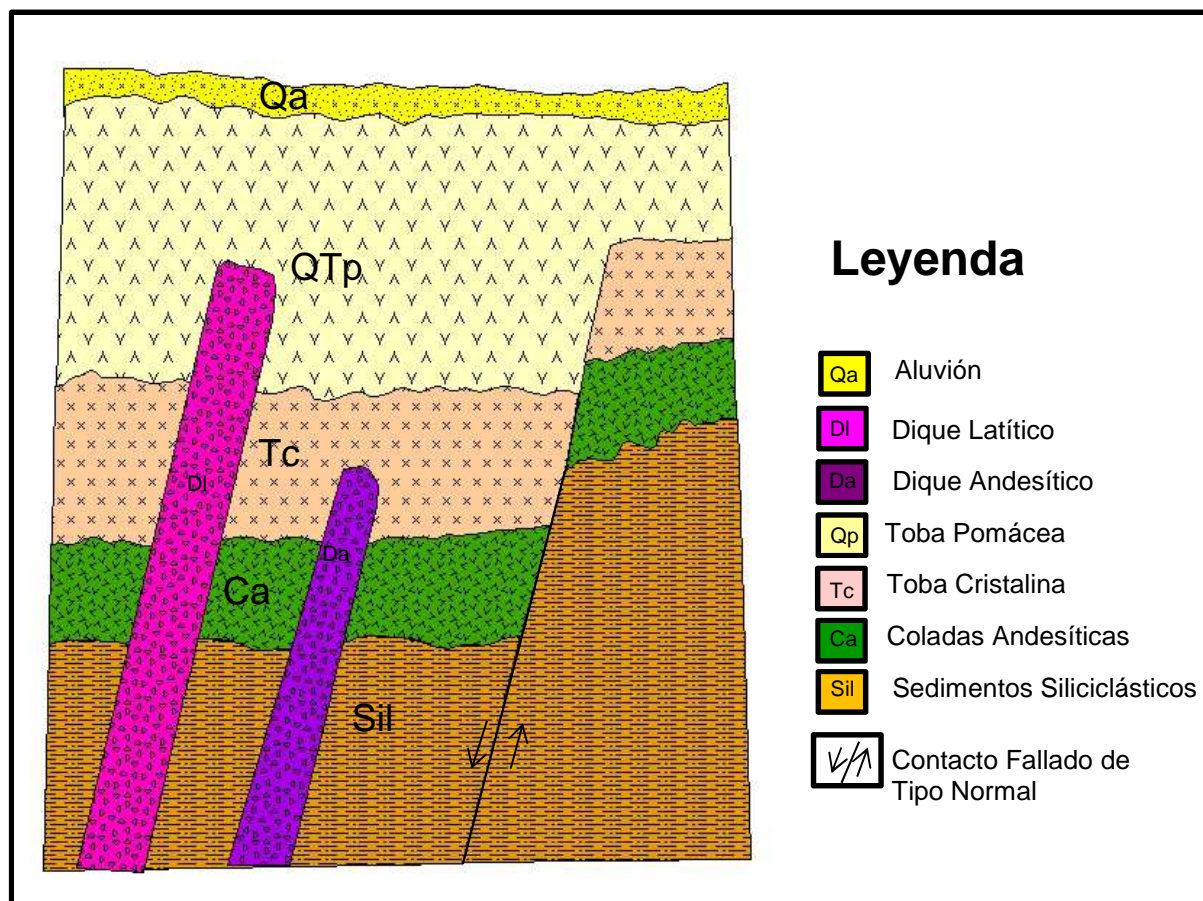 Qa
QTp
Tc
Dl
Da
Ca
Sil
Leyenda
Qa Aluvión
Dl Dique Latítico
Da Dique Andesítico
Qp Toba Pomácea
Tc Toba Cristalina
Ca Coladas Andesíticas
Sil Sedimentos Siliciclásticos
Contacto Fallado de
Tipo Normal